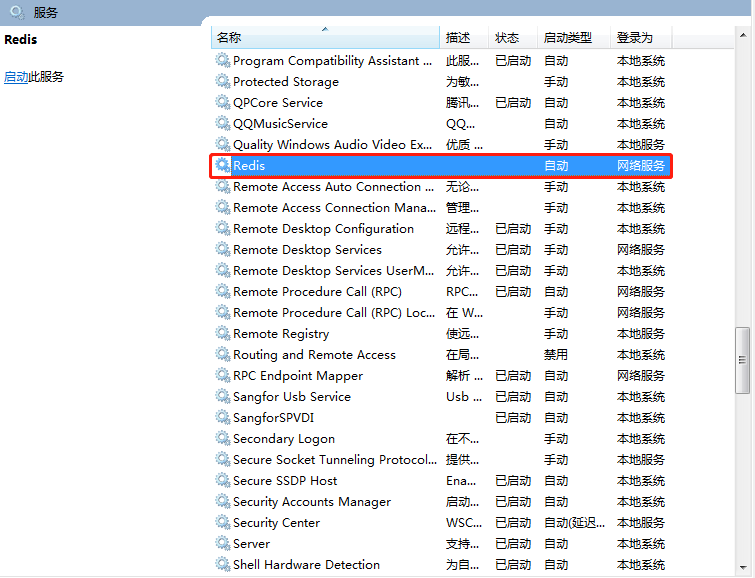 服务
Redis
启动此服务
名称 描述 状态 启动类型 登录为
Program Compatibility Assistant ... 此服... 已启动 自动 本地系统
Protected Storage 为敏... 手动 本地系统
QPCore Service 腾讯... 已启动 自动 本地系统
QQMusicService QQ... 自动 本地系统
Quality Windows Audio Video Ex... 优质 ... 手动 本地服务
Redis 自动 网络服务
Remote Access Auto Connection ... 无论... 手动 本地系统
Remote Access Connection Mana... 管理... 手动 本地系统
Remote Desktop Configuration 远程... 已启动 手动 本地系统
Remote Desktop Services 允许... 已启动 手动 网络服务
Remote Desktop Services UserM... 允许... 已启动 手动 本地系统
Remote Procedure Call (RPC) RPC... 已启动 自动 网络服务
Remote Procedure Call (RPC) Loc... 在 W... 手动 网络服务
Remote Registry 使远... 手动 本地服务
Routing and Remote Access 在局... 禁用 本地系统
RPC Endpoint Mapper 解析 ... 已启动 自动 网络服务
Sangfor Usb Service Usb ... 已启动 自动 本地系统
SangforSPVDI 已启动 自动 本地系统
Secondary Logon 在不... 手动 本地系统
Secure Socket Tunneling Protocol... 提供... 手动 本地服务
Secure SSDP Host Ena... 已启动 自动 本地系统
Security Accounts Manager 启动... 已启动 自动 本地系统
Security Center WSC... 已启动 自动(延迟... 本地服务
Server 支持... 已启动 自动 本地系统
Shell Hardware Detection 为自... 已启动 自动 本地系统